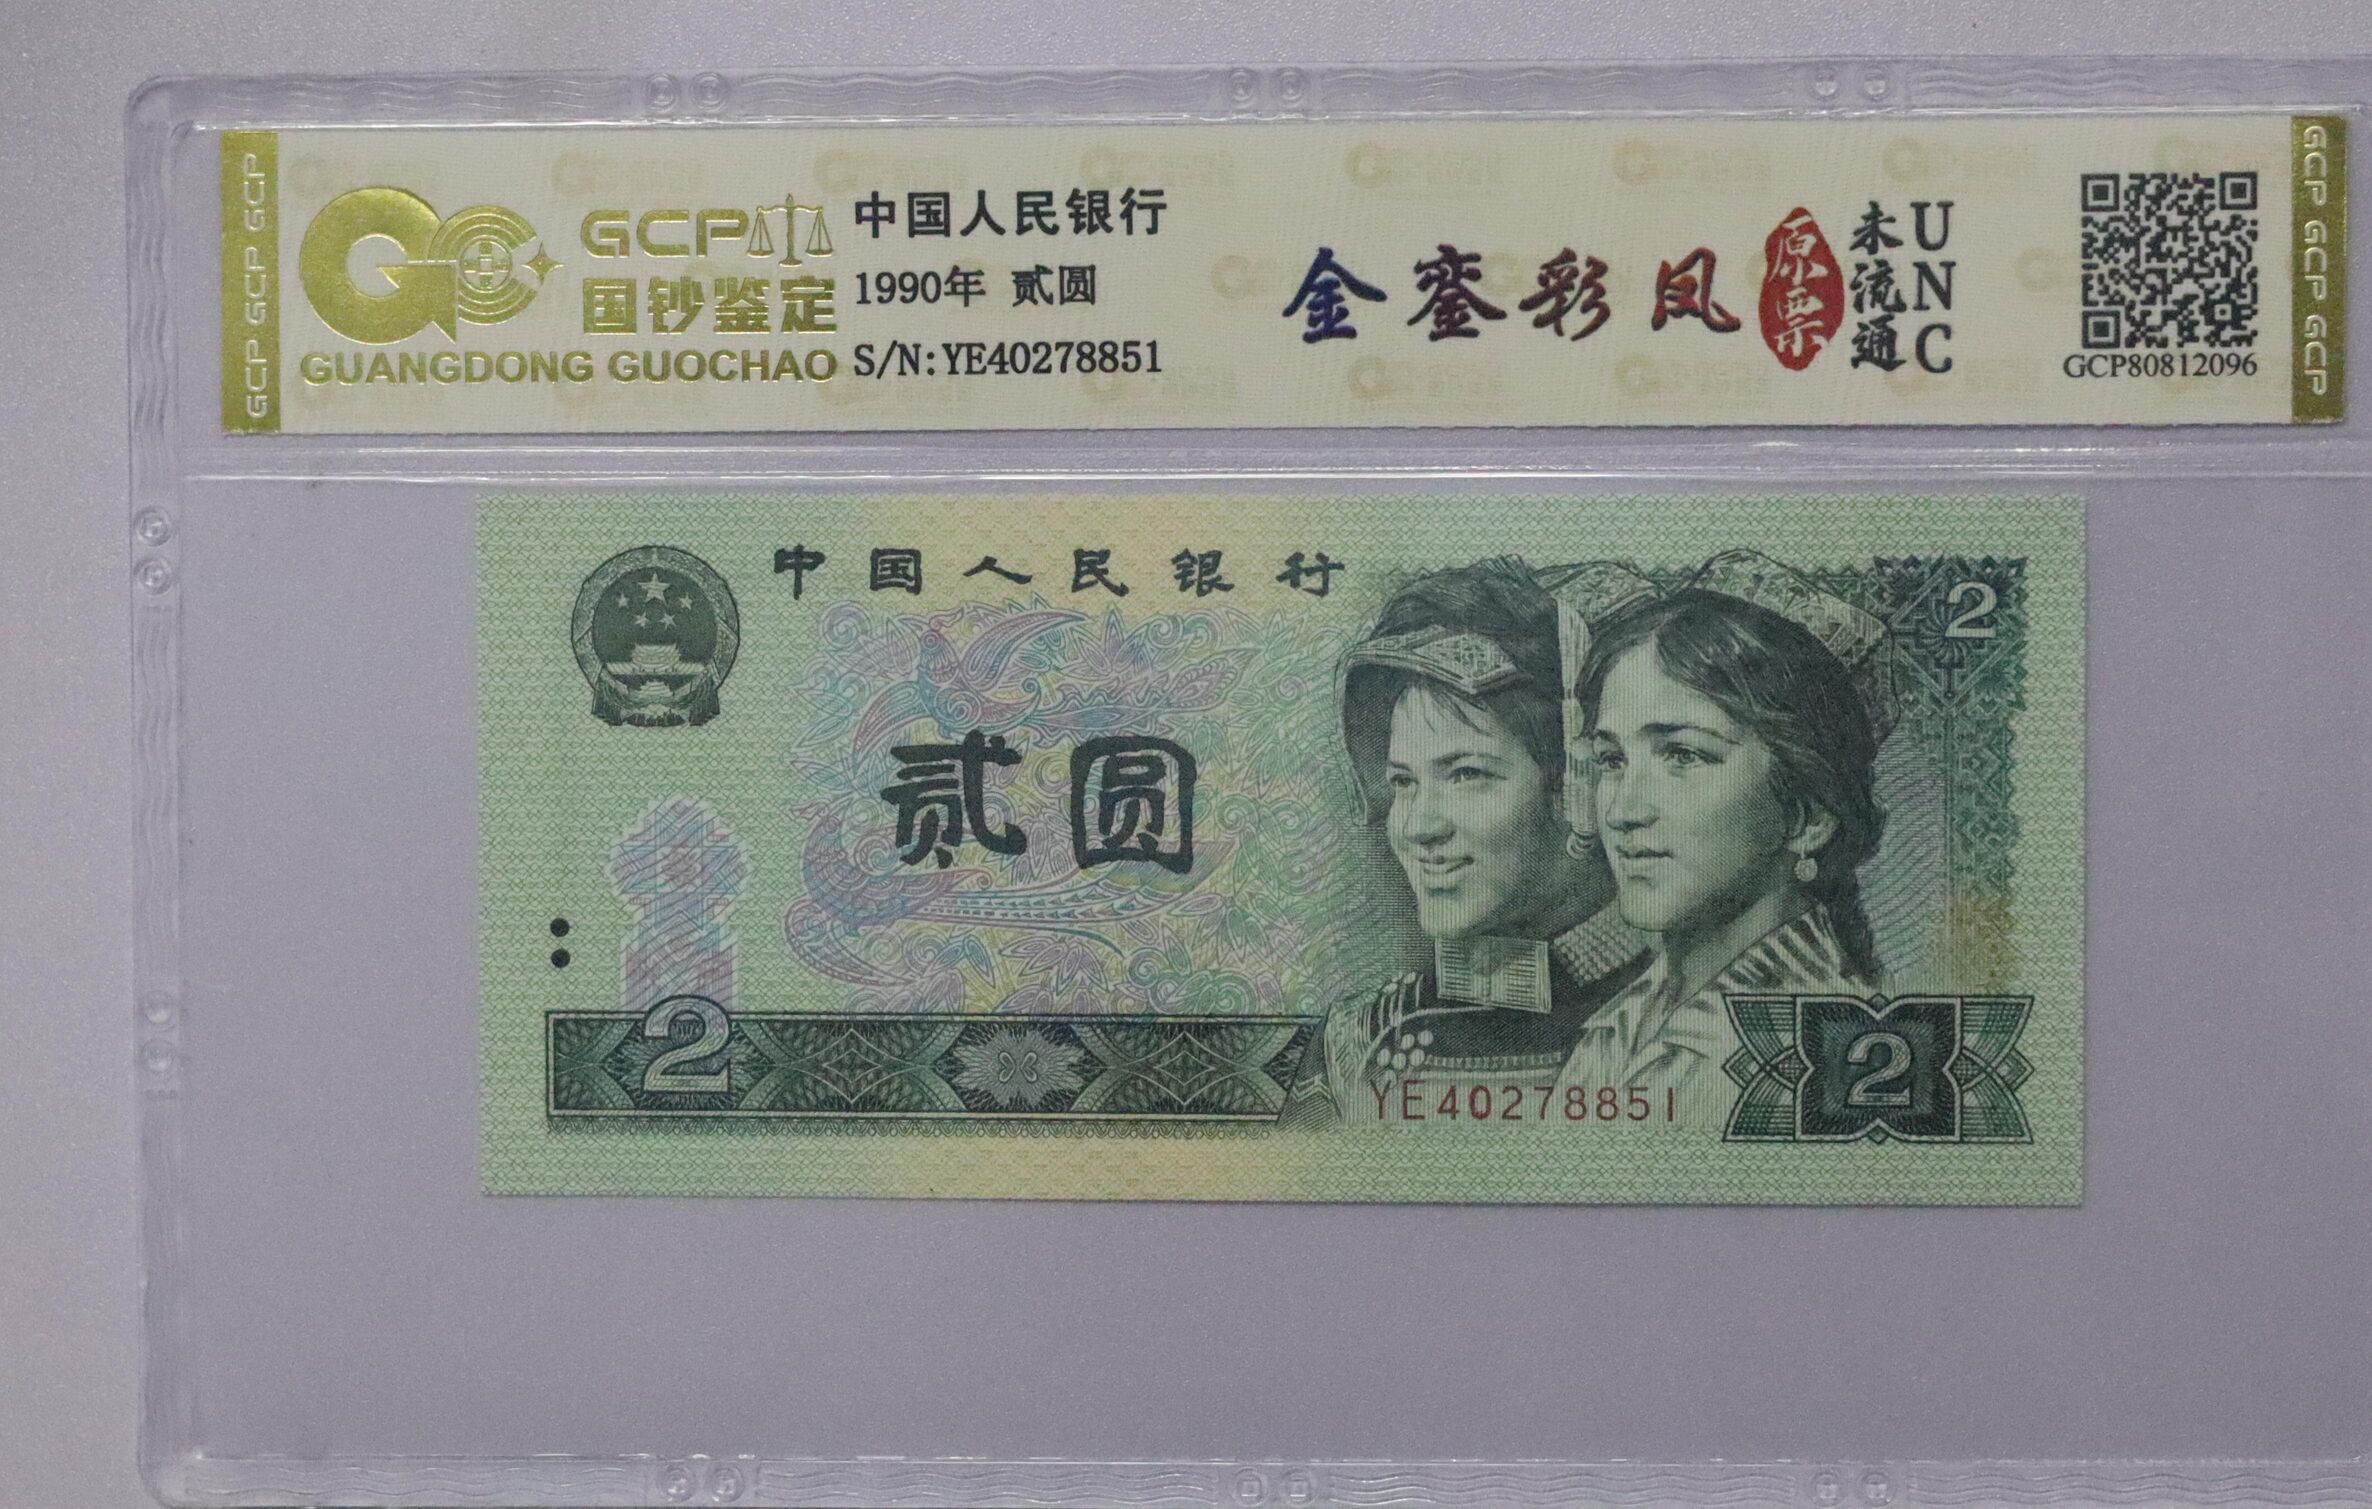 GCP GCP GCP
GCP
国钞鉴定
GUANGDONG GUOCHAO
中国人民银行
1990年 贰圆
S/N:YE40278851
金銮彩凤
原票
未流通
UNC
GCP80812096
GCP GCP GCP
中国人民银行
2
贰圆
2
YE40278851
2